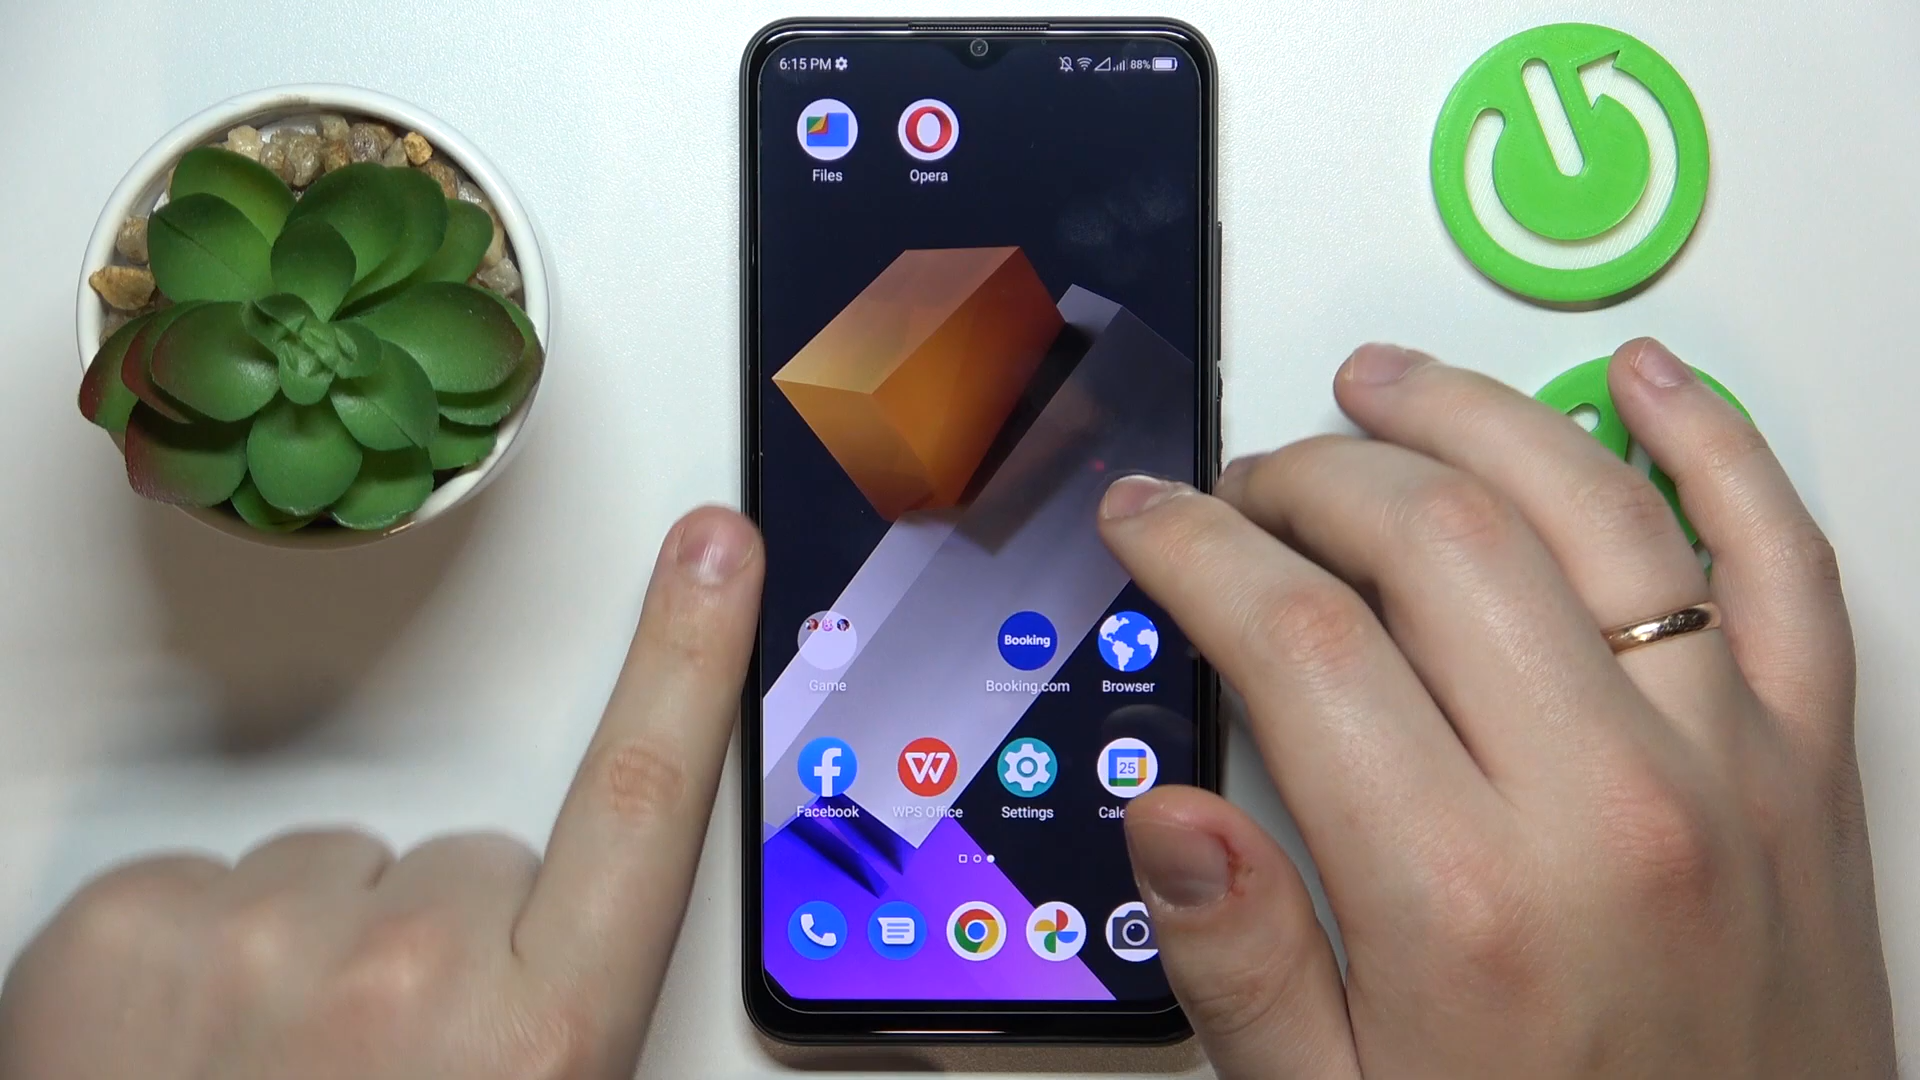 6:15 PM
88%
Files
Opera
Game
Booking
Booking.com
Browser
25
Facebook
WPS Office
Settings
Cale